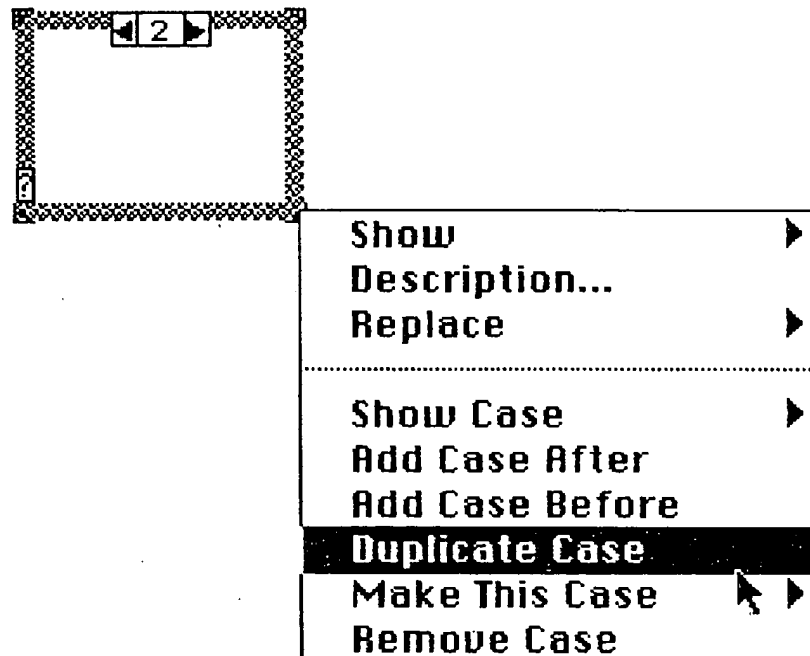 2
?
Show
Description...
Replace
Show Case
Add Case After
Add Case Before
Duplicate Case
Make This Case
Remove Case